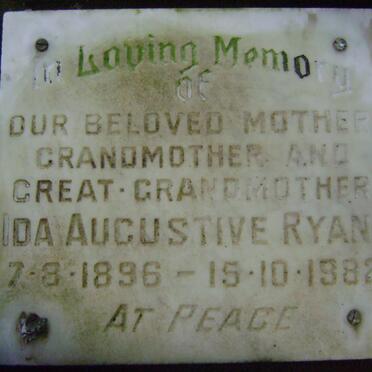 In Loving Memory
of
OUR BELOVED MOTHER
GRANDMOTHER AND
GREAT-GRANDMOTHER
IDA AUGUSTIVE RYAN
7-8-1896 - 15-10-1982
AT PEACE